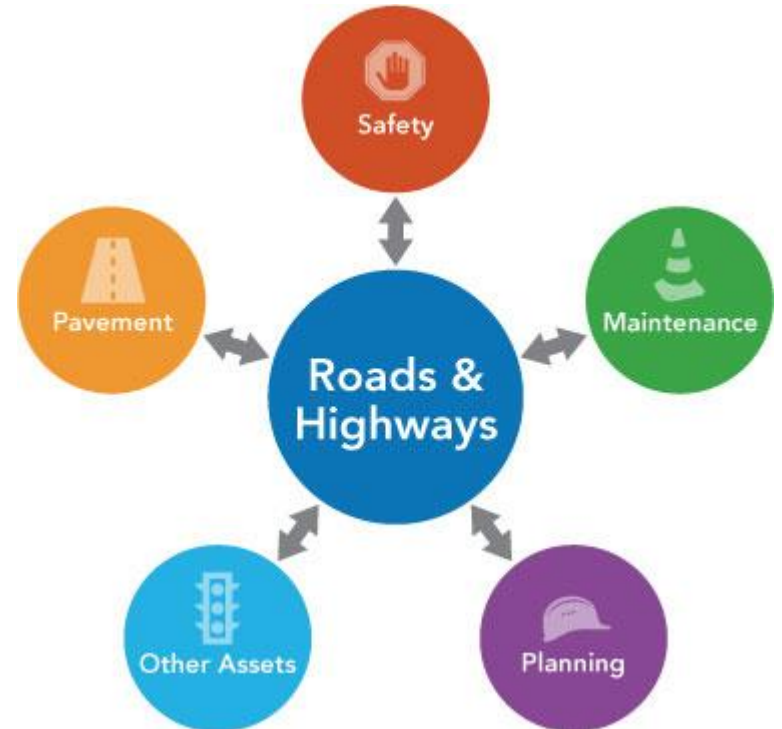 Safety
Pavement
Maintenance
Roads &
Highways
Other Assets
Planning